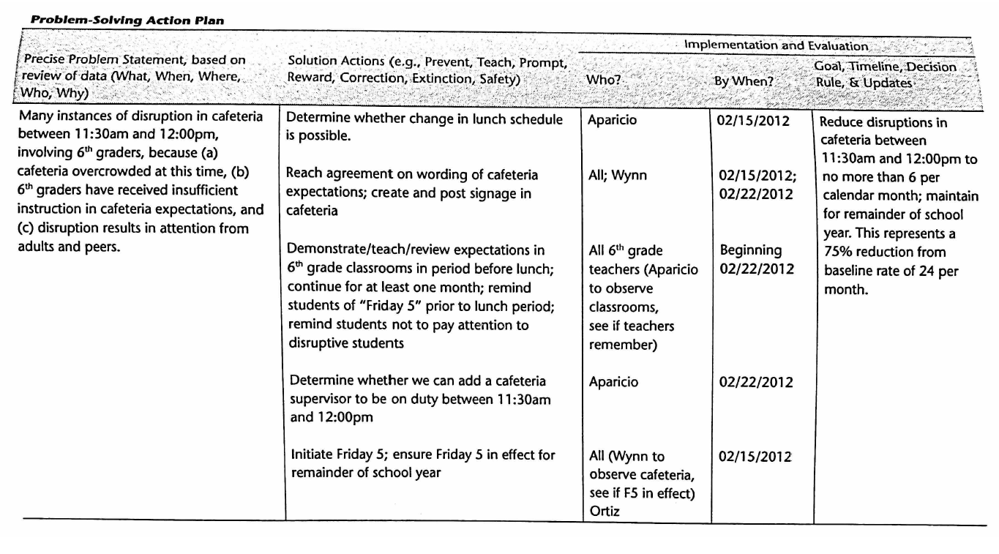 Problem-Solving Action Plan
Implementation and Evaluation
Precise Problem Statement, based on
review of data (What, When, Where,
Who, Why)
Solution Actions (e.g., Prevent, Teach, Prompt,
Reward, Correction, Extinction, Safety)
Who?
By When?
Goal, Timeline, Decision
Rule, & Updates
Many instances of disruption in cafeteria
between 11:30am and 12:00pm,
involving 6th graders, because (a)
cafeteria overcrowded at this time, (b)
6th graders have received insufficient
instruction in cafeteria expectations, and
(c) disruption results in attention from
adults and peers.
Determine whether change in lunch schedule
is possible.
Aparicio
02/15/2012
Reach agreement on wording of cafeteria
expectations; create and post signage in
cafeteria
All; Wynn
02/15/2012;
02/22/2012
Demonstrate/teach/review expectations in
6th grade classrooms in period before lunch;
continue for at least one month; remind
students of "Friday 5" prior to lunch period;
remind students not to pay attention to
disruptive students
All 6th grade
teachers (Aparicio
to observe
classrooms,
see if teachers
remember)
Beginning
02/22/2012
Determine whether we can add a cafeteria
supervisor to be on duty between 11:30am
and 12:00pm
Aparicio
02/22/2012
Initiate Friday 5; ensure Friday 5 in effect for
remainder of school year
All (Wynn to
observe cafeteria,
see if F5 in effect)
Ortiz
02/15/2012
Reduce disruptions in
cafeteria between
11:30am and 12:00pm to
no more than 6 per
calendar month; maintain
for remainder of school
year. This represents a
75% reduction from
baseline rate of 24 per
month.